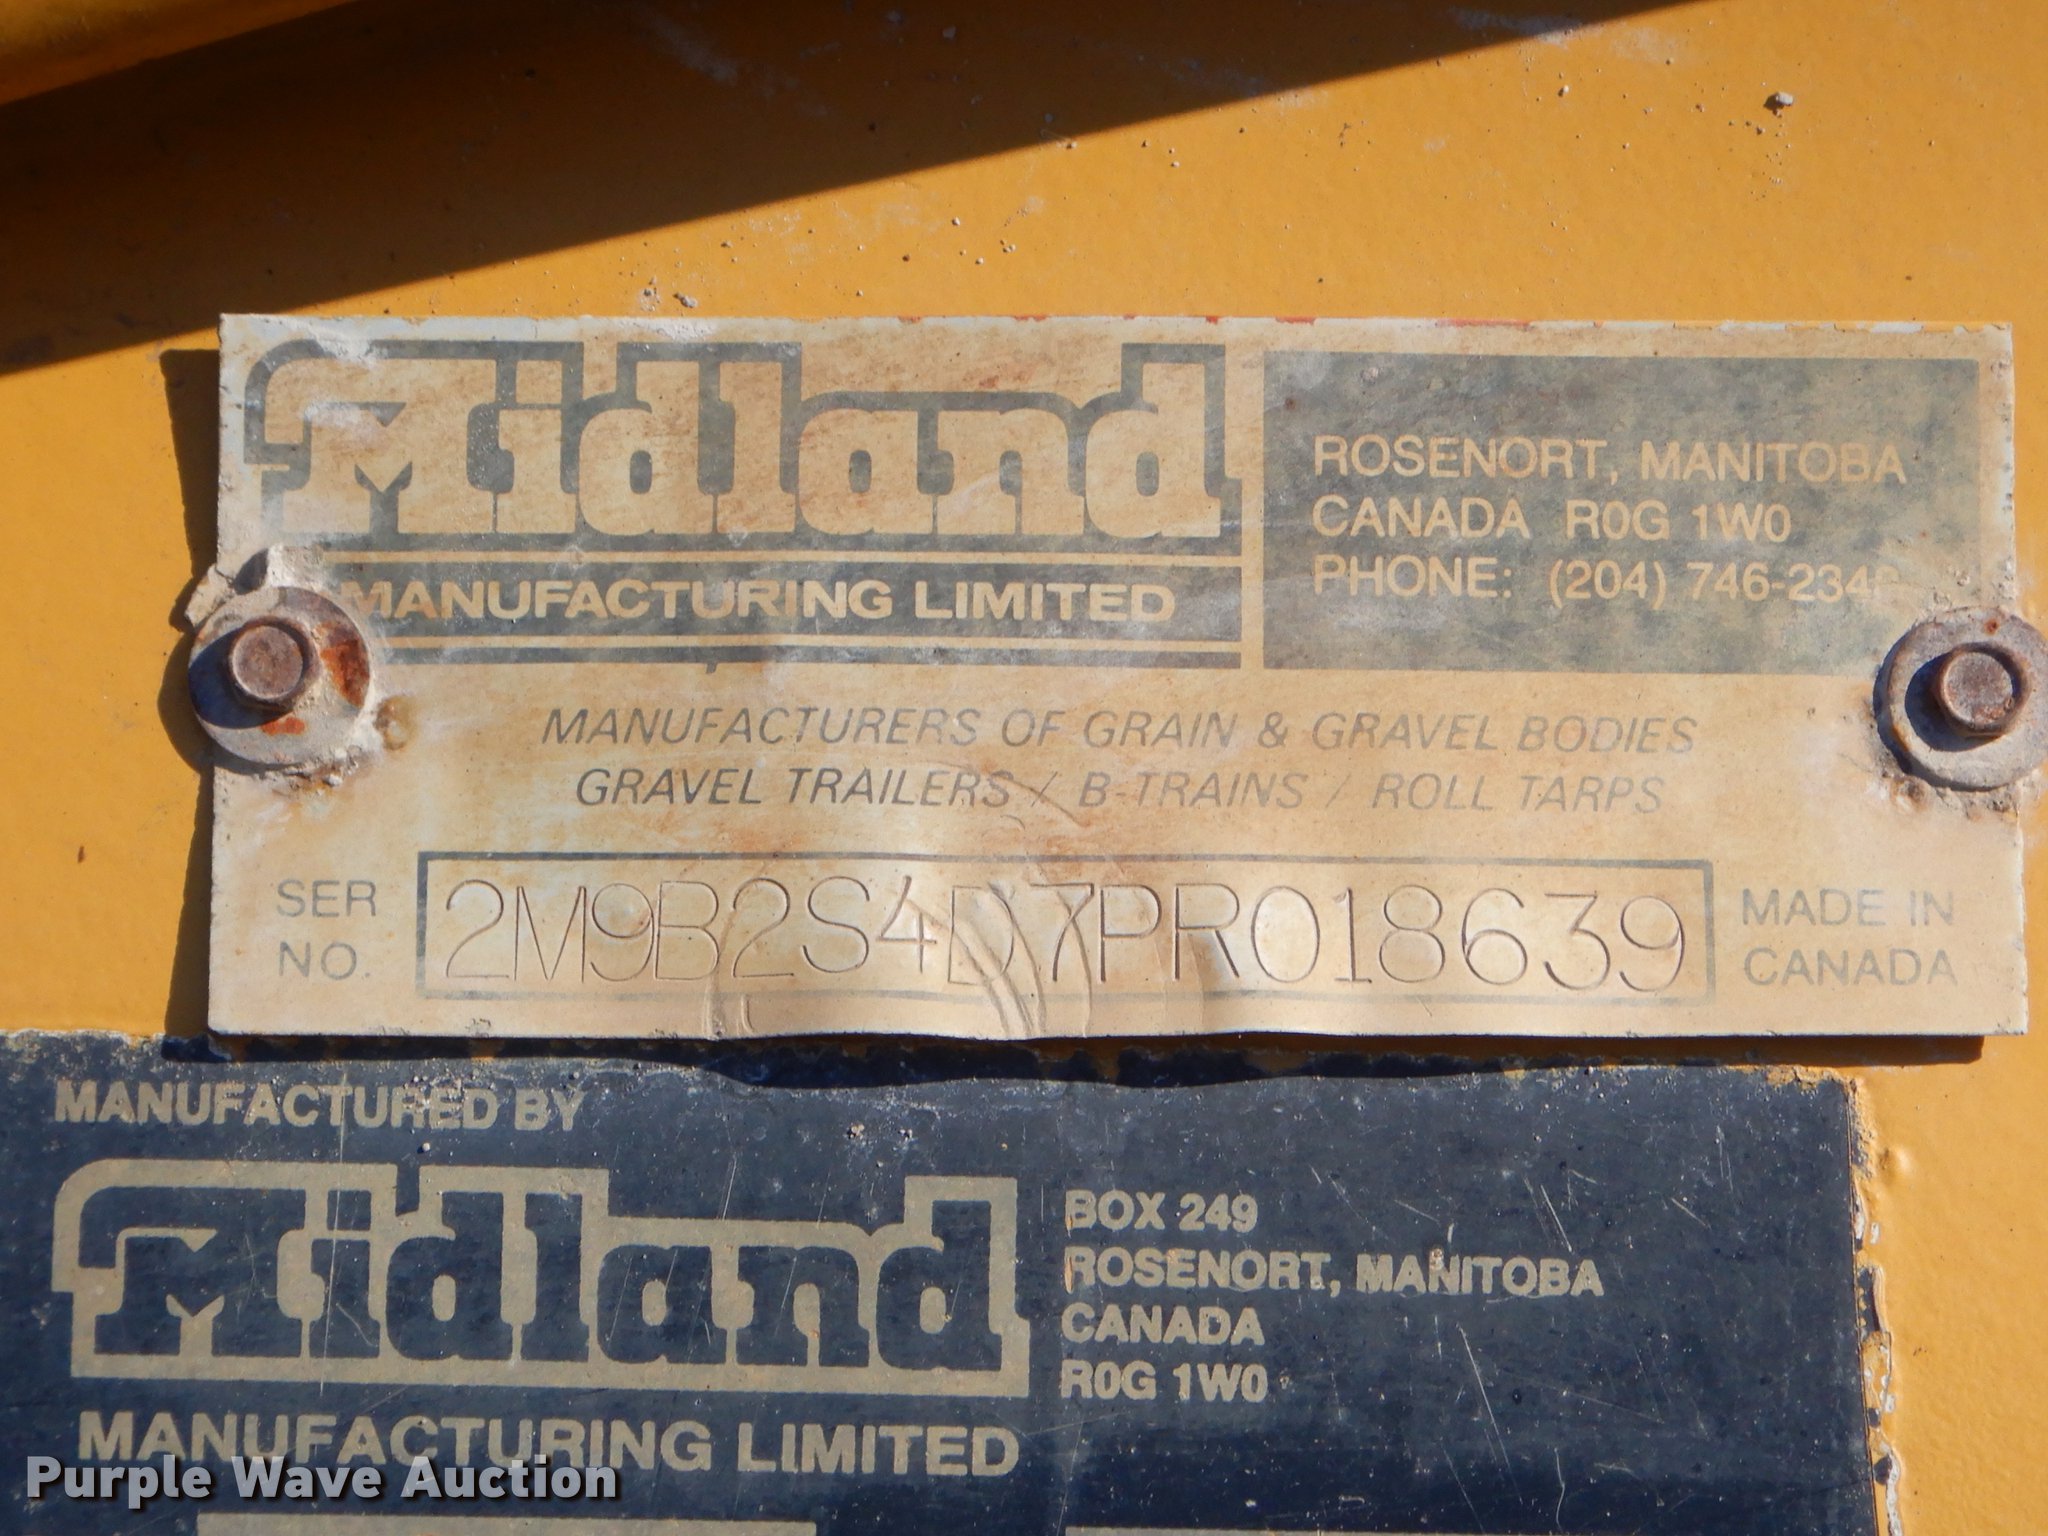 Midland
MANUFACTURING LIMITED
ROSENORT, MANITOBA
CANADA R0G 1W0
PHONE: (204)
MANUFACTURERS OF GRAIN & GRAVEL BODIES
GRAVEL TRAILERS / B-TRAINS / ROLL TARPS
SER NO.
2M9B2S4D7PR018639
MADE IN
CANADA
MANUFACTURED BY
Midland
MANUFACTURING LIMITED
BOX 249
ROSENORT, MANITOBA
CANADA
R0G 1W0
Purple Wave Auction